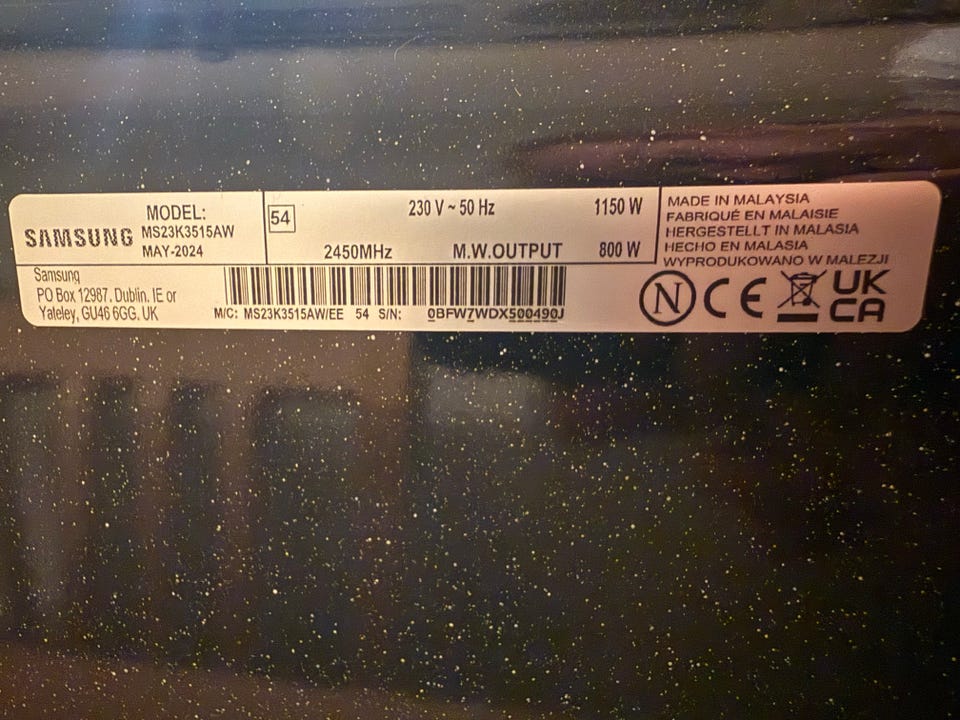 SAMSUNG
MODEL:
MS23K3515AW
MAY-2024
54
230 V ~ 50 Hz 1150 W
2450MHz M.W.OUTPUT 800 W
MADE IN MALAYSIA
FABRIQUÉ EN MALAISIE
HERGESTELLT IN MALASIA
HECHO EN MALASIA
WYPRODUKOWANO W MALEZJI
Samsung
PO Box 12987. Dublin. IE or
Yateley, GU46 6GG. UK
M/C: MS23K3515AW/EE 54 S/N: 0BFW7WDX500490J
N CE UK
CA